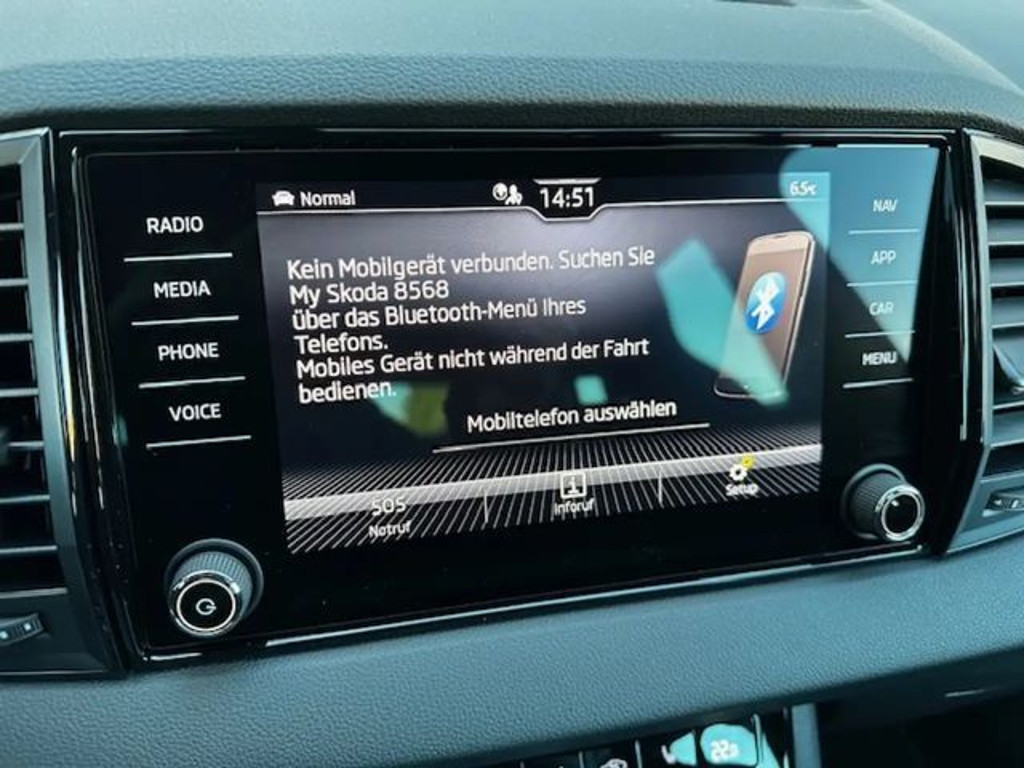 Normal
14:51
6.5°C
RADIO
MEDIA
PHONE
VOICE
Kein Mobilgerät verbunden. Suchen Sie
My Skoda 8568
über das Bluetooth-Menü Ihres
Telefons.
Mobiles Gerät nicht während der Fahrt
bedienen.
Mobiltelefon auswählen
SOS
Notruf
Inforuf
Setup
NAV
APP
CAR
MENU